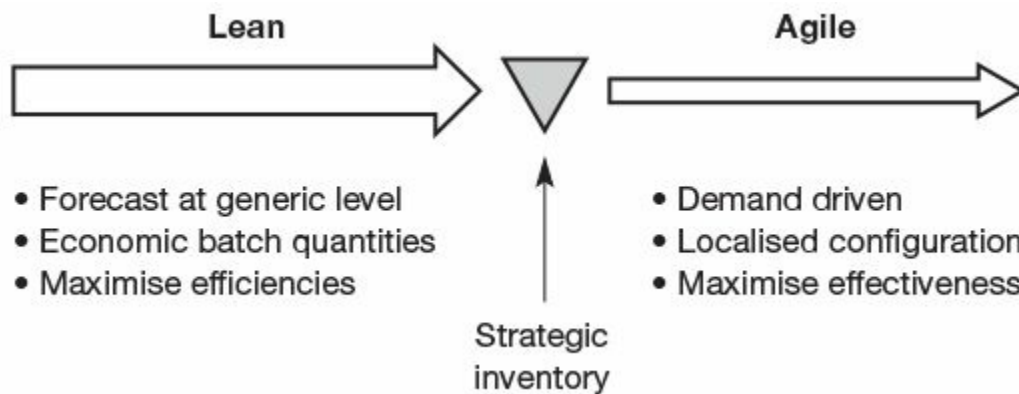 Lean
Agile
• Forecast at generic level
• Economic batch quantities
• Maximise efficiencies
• Demand driven
• Localised configuration
• Maximise effectiveness
Strategic
inventory